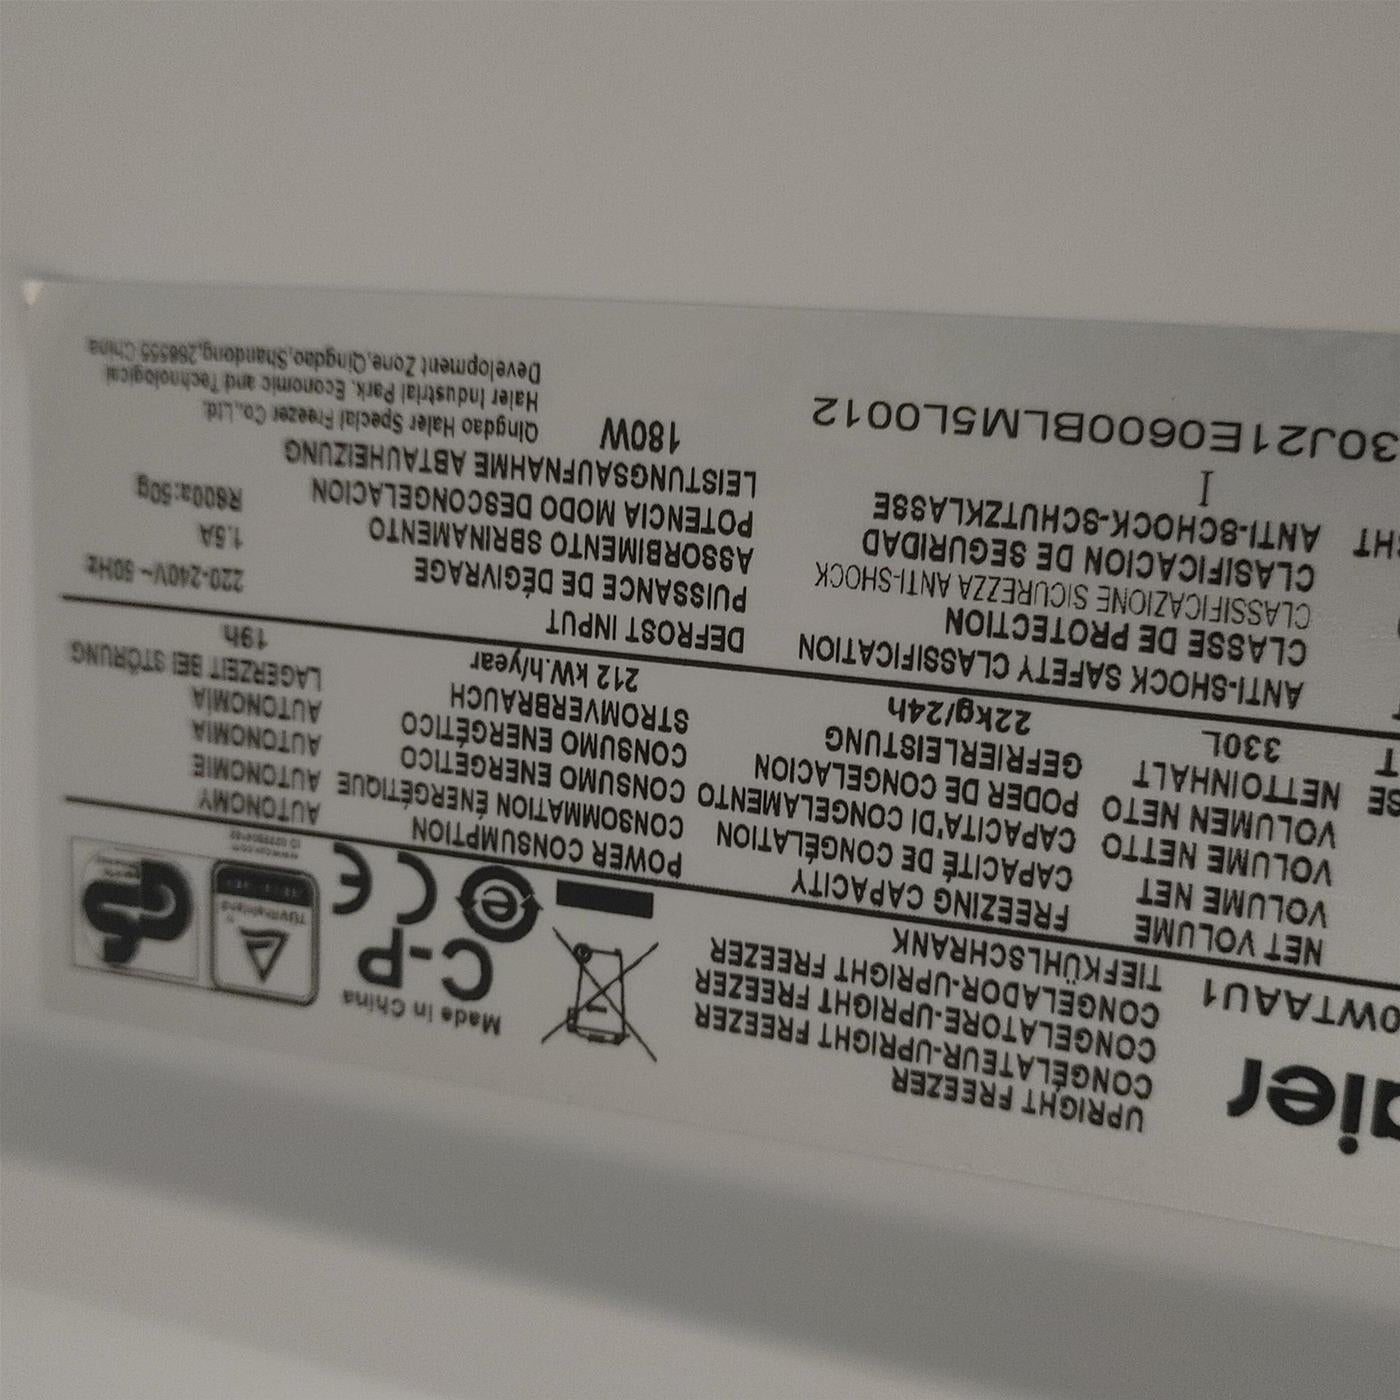 aier
UPRIGHT FREEZER
CONGÉLATEUR-UPRIGHT FREEZER
CONGELATORE-UPRIGHT FREEZER
CONGELADOR-UPRIGHT FREEZER
TIEFKÜHLSCHRANK
0WTAAU1
Made In China
C-P
CE
TÜVRheinland
NET VOLUME
VOLUME NET
VOLUME NETTO
VOLUMEN NETO
NETTOINHALT
330L
FREEZING CAPACITY
CAPACITÉ DE CONGÉLATION
CAPACITA,DI CONGELAMENTO
PODER DE CONGELACION
GEFRIERLEISTUNG
22kg/24h
POWER CONSUMPTION
CONSOMMATION ÉNERGÉTIQUE
CONSUMO ENERGETICO
CONSUMO ENERGÉTICO
STROMVERBRAUCH
212 kW.h/year
AUTONOMY
AUTONOMIE
AUTONOMIA
AUTONOMÍA
LAGERZEIT BEI STÖRUNG
19h
ANTI-SHOCK SAFETY CLASSIFICATION
CLASSE DE PROTECTION
CLASSIFICAZIONE SICUREZZA ANTI-SHOCK
CLASIFICACION DE SEGURIDAD
ANTI-SCHOCK-SCHUTZKLASSE
I
DEFROST INPUT
PUISSANCE DE DÉGIVRAGE
ASSORBIMENTO SBRINAMENTO
POTENCIA MODO DESCONGELACION
LEISTUNGSAUFNAHME ABTAUHEIZUNG
180W
220-240V~ 50Hz
1.5A
R600a:50g
Qingdao Haier Special Freezer Co.,Ltd.
Haier Industrial Park, Economic and Technological
Development Zone,Qingdao,Shandong,266555 China
30J21E0600BLM5L0012